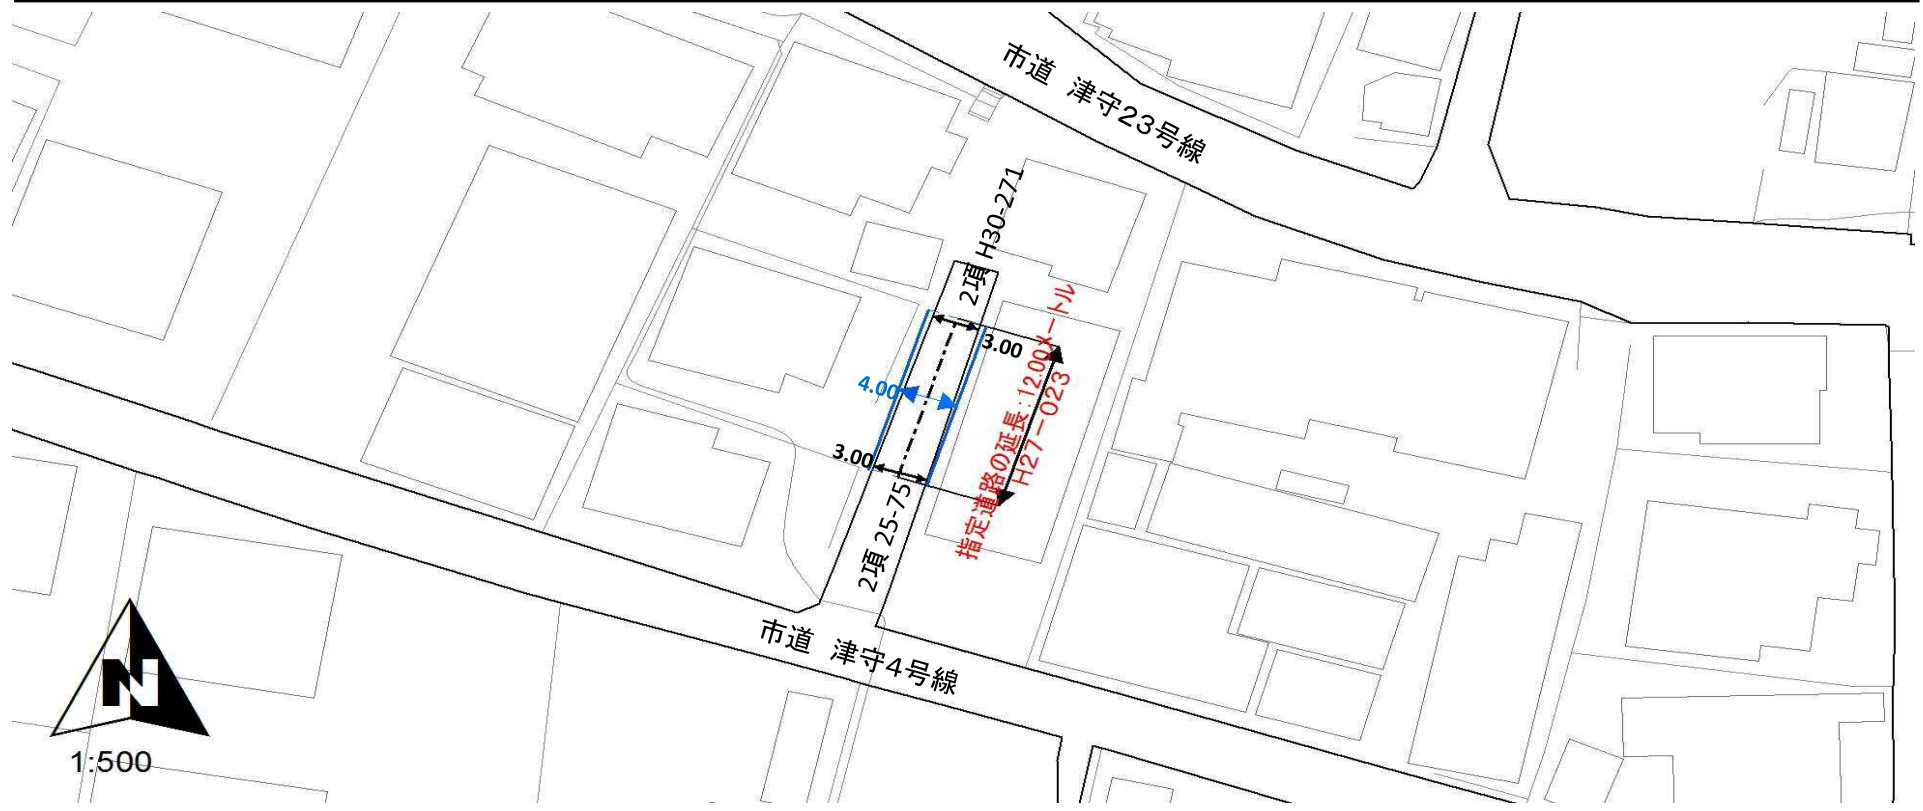 市道 津守23号線
2項 H30-271
3.00
4.00
指定道路の延長：12.00メートル
H27－023
3.00
2項 25-75
市道 津守4号線
N
1:500